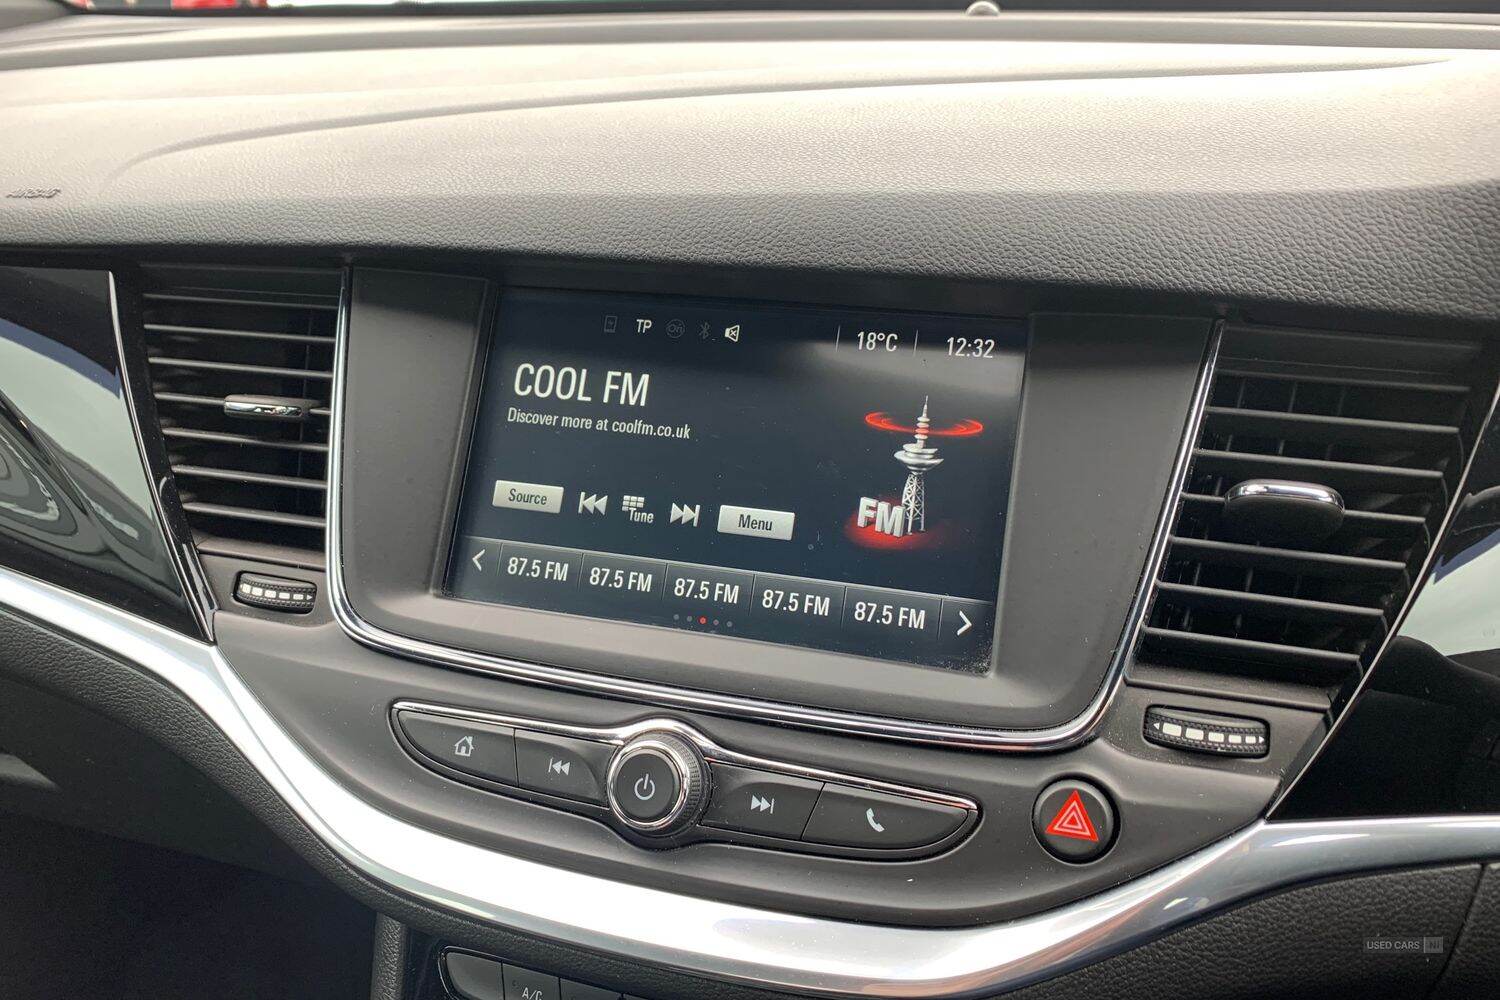 AIRBAG
TP
18°C
12:32
COOL FM
Discover more at coolfm.co.uk
Source
Tune
Menu
FM
87.5 FM
87.5 FM
87.5 FM
87.5 FM
87.5 FM
A/C
USED CARS NI